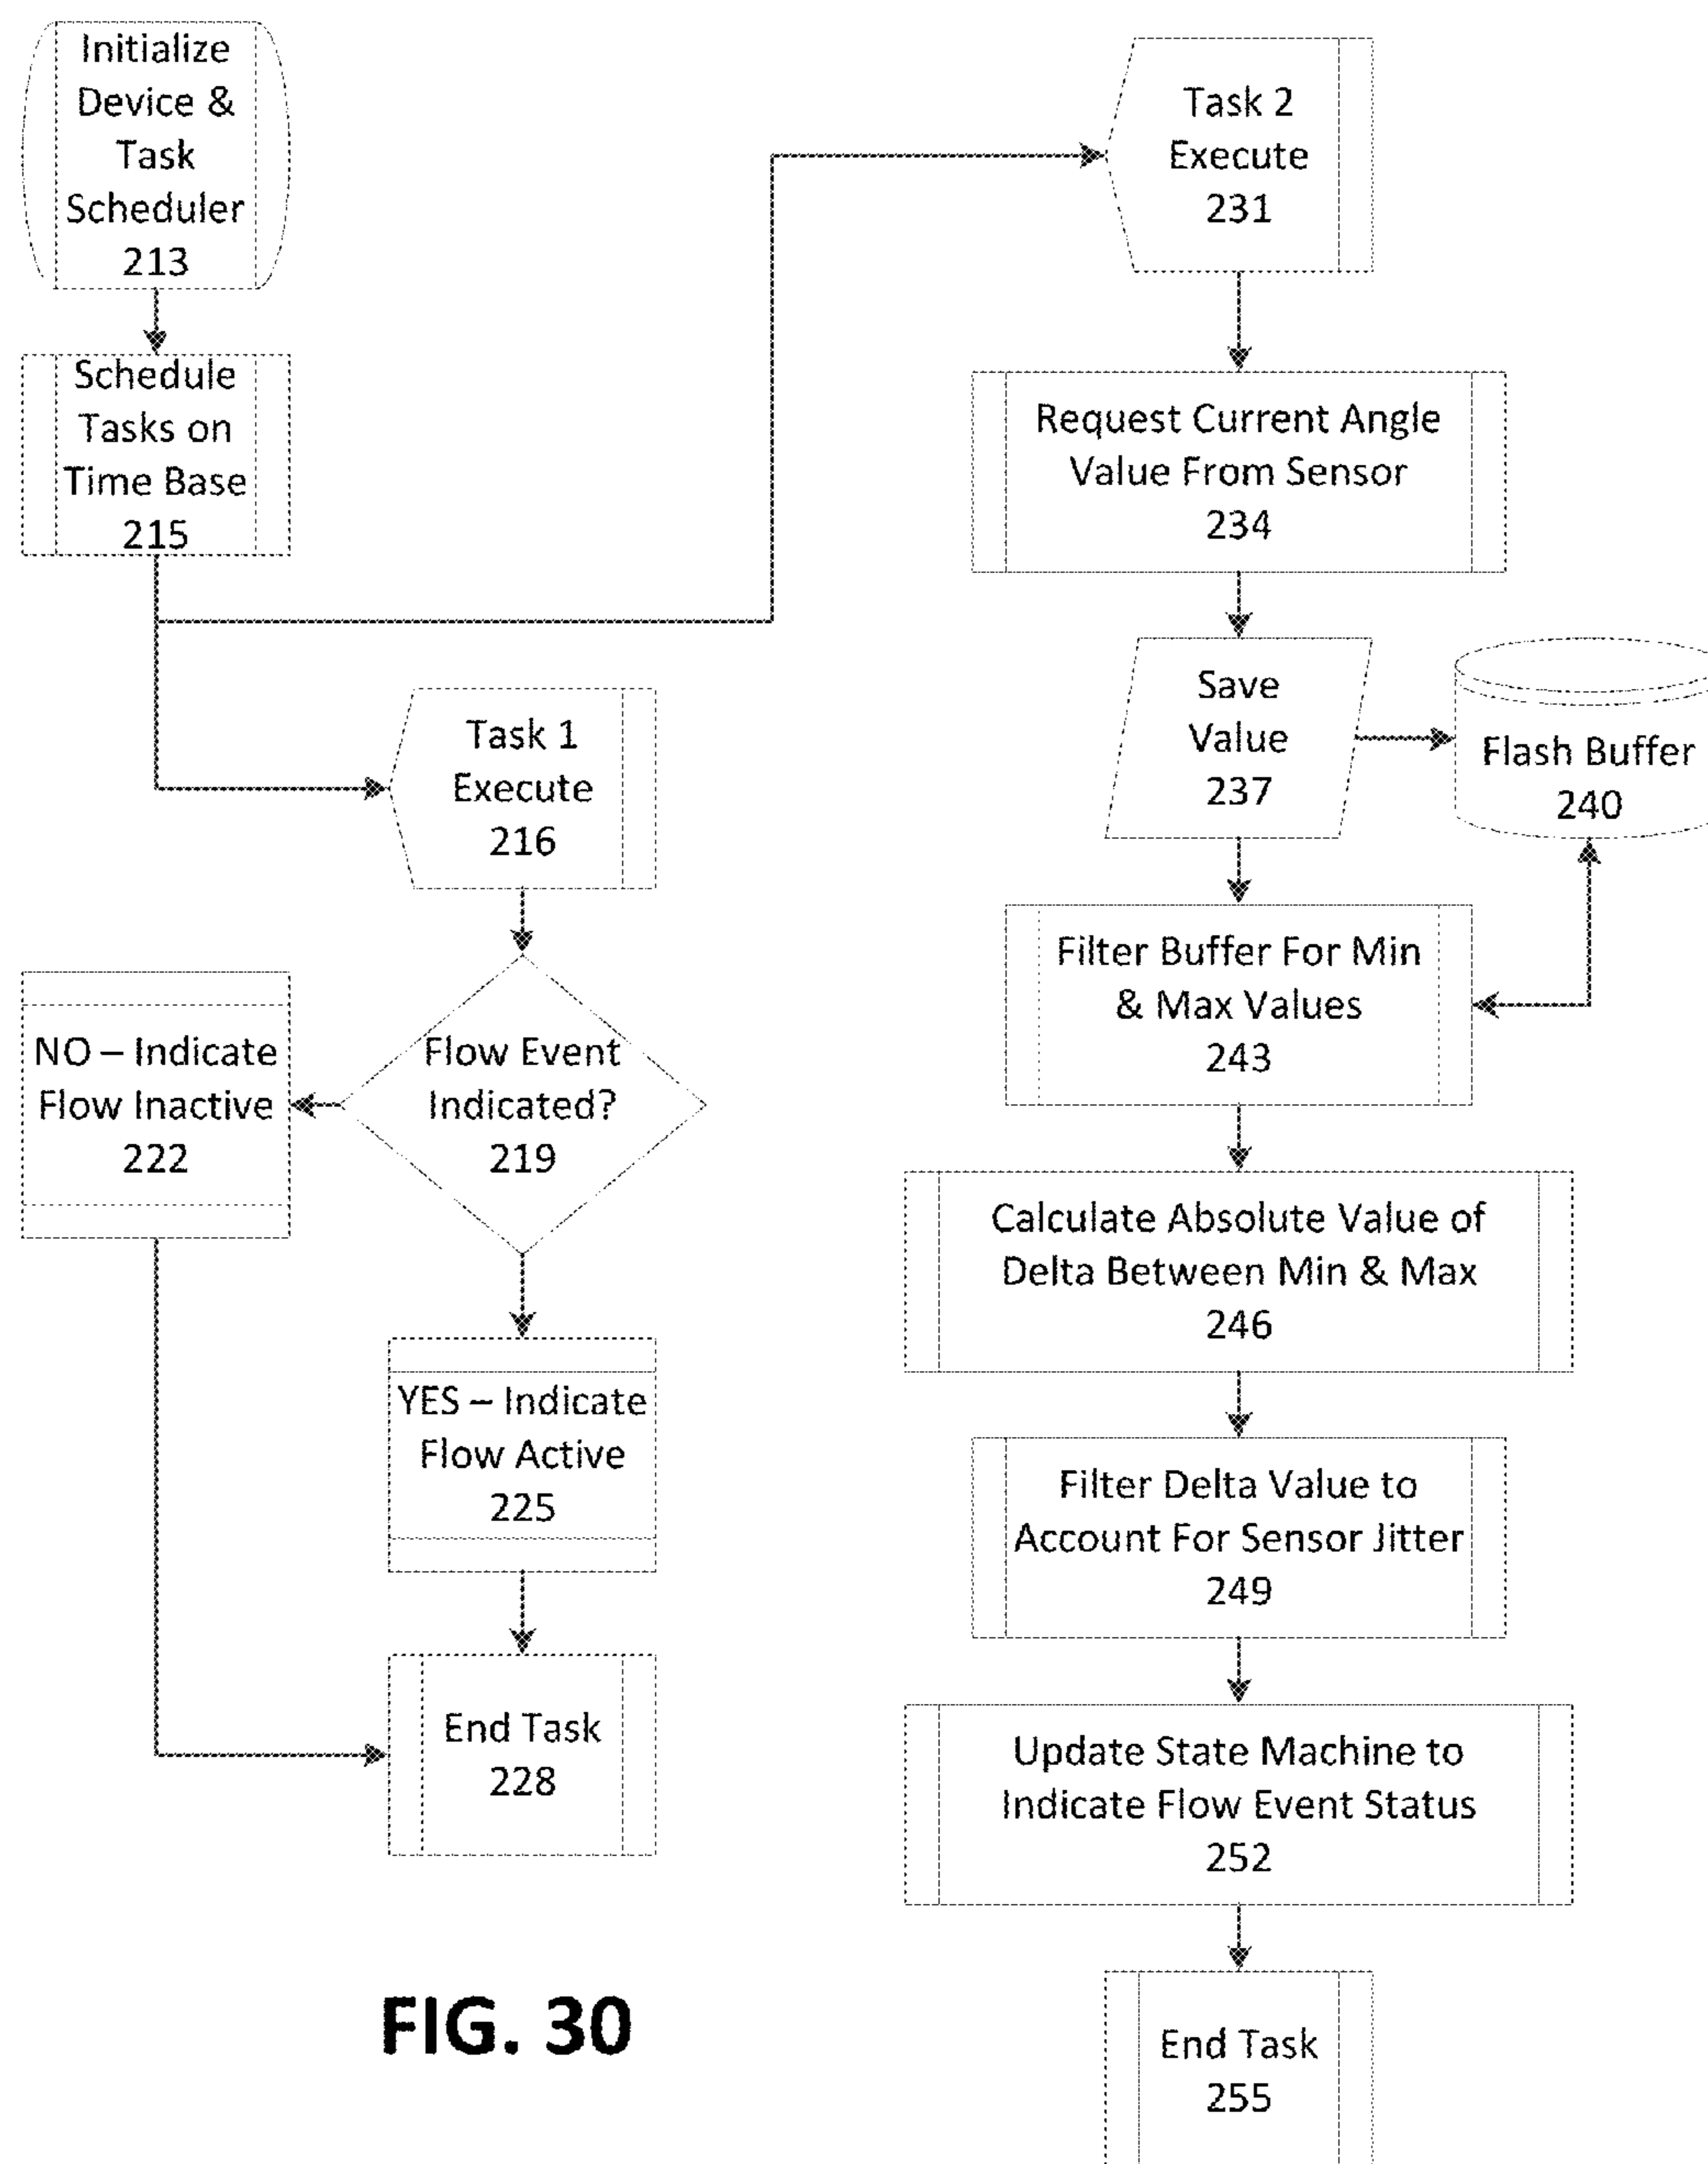 Initialize
Device &
Task
Scheduler
213
Schedule
Tasks on
Time Base
215
Task 1
Execute
216
Flow Event
Indicated?
219
NO – Indicate
Flow Inactive
222
YES – Indicate
Flow Active
225
End Task
228
Task 2
Execute
231
Request Current Angle
Value From Sensor
234
Save
Value
237
Flash Buffer
240
Filter Buffer For Min
& Max Values
243
Calculate Absolute Value of
Delta Between Min & Max
246
Filter Delta Value to
Account For Sensor Jitter
249
Update State Machine to
Indicate Flow Event Status
252
End Task
255
FIG. 30